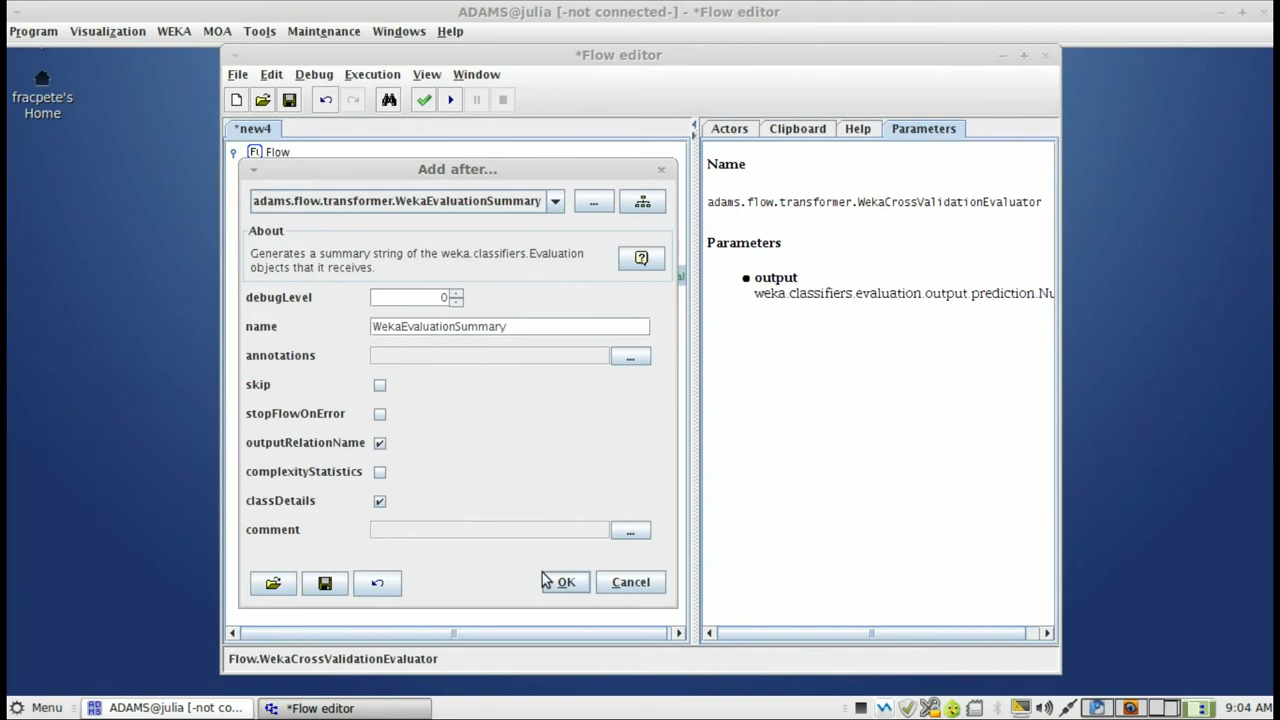 ADAMS@julia [-not connected-] - *Flow editor
Program Visualization WEKA MOA Tools Maintenance Windows Help
fracpete's
Home
*Flow editor
File Edit Debug Execution View Window
*new4
Flow
Add after...
adams.flow.transformer.WekaEvaluationSummary
...
About
Generates a summary string of the weka.classifiers.Evaluation
objects that it receives.
debugLevel 0
name WekaEvaluationSummary
annotations ...
skip
stopFlowOnError
outputRelationName
complexityStatistics
classDetails
comment ...
OK Cancel
Actors Clipboard Help Parameters
Name
adams.flow.transformer.WekaCrossValidationEvaluator
Parameters
output
weka.classifiers.evaluation.output.prediction.Nu
Flow.WekaCrossValidationEvaluator
Menu ADAMS@julia [-not co... *Flow editor 9:04 AM